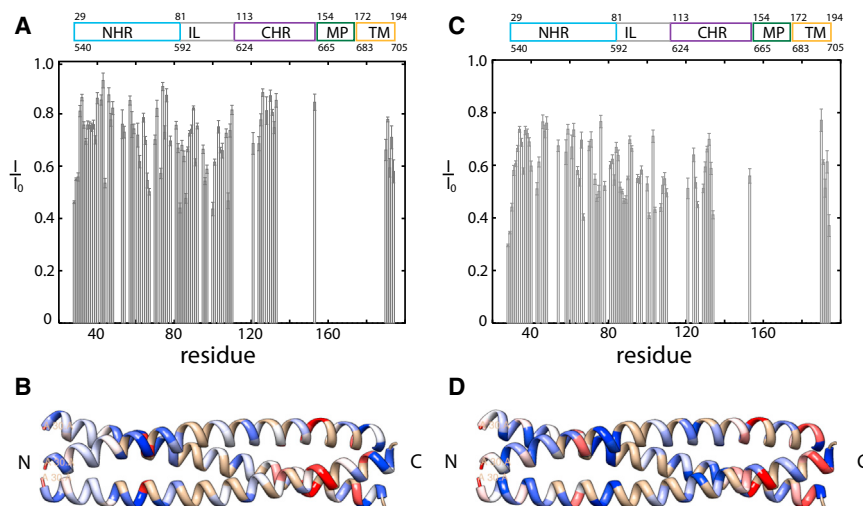 A
29 81 113 154 172 194
NHR IL CHR MP TM
540 592 624 665 683 705
1.0
0.8
0.6
0.4
0.2
0
I
I0
40 80 120 160
residue
C
29 81 113 154 172 194
NHR IL CHR MP TM
540 592 624 665 683 705
1.0
0.8
0.6
0.4
0.2
0
I
I0
40 80 120 160
residue
B
N C
D
N C